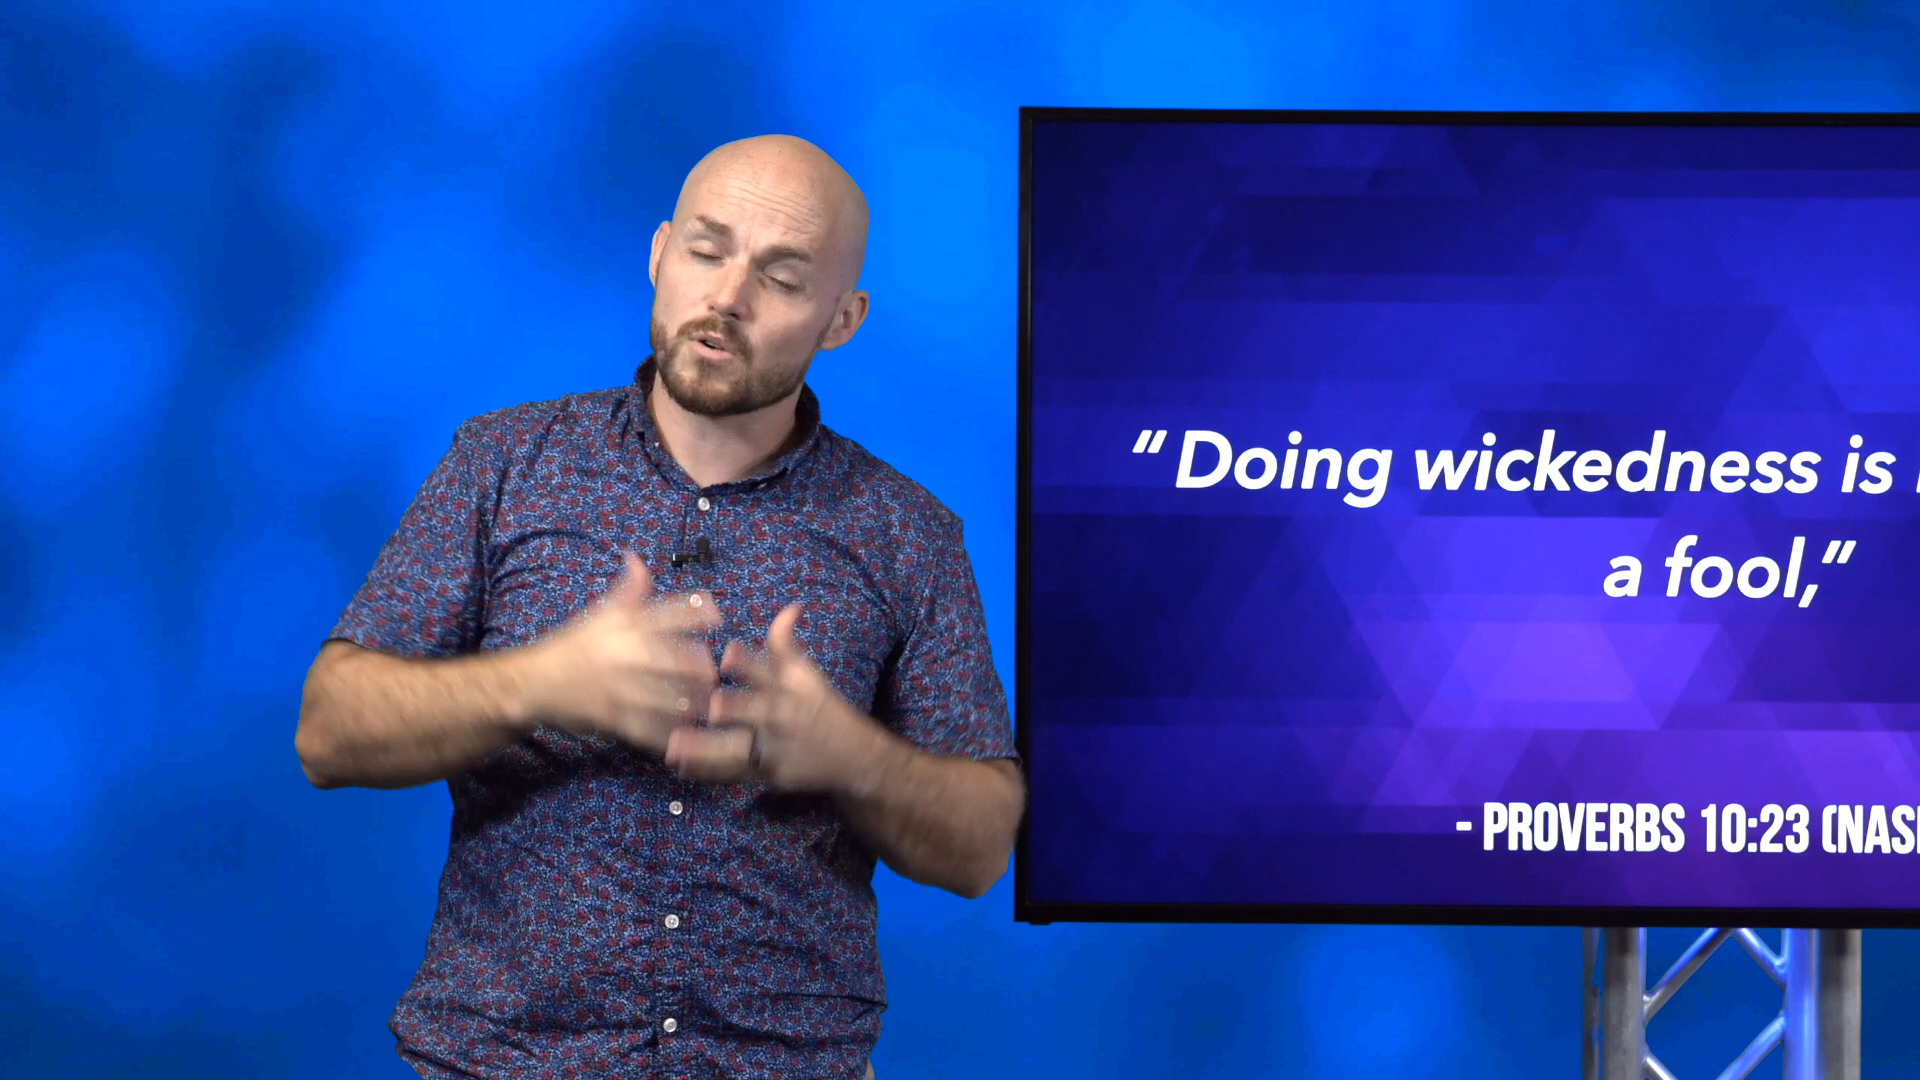 “Doing wickedness is
a fool,”
- PROVERBS 10:23 (NAS